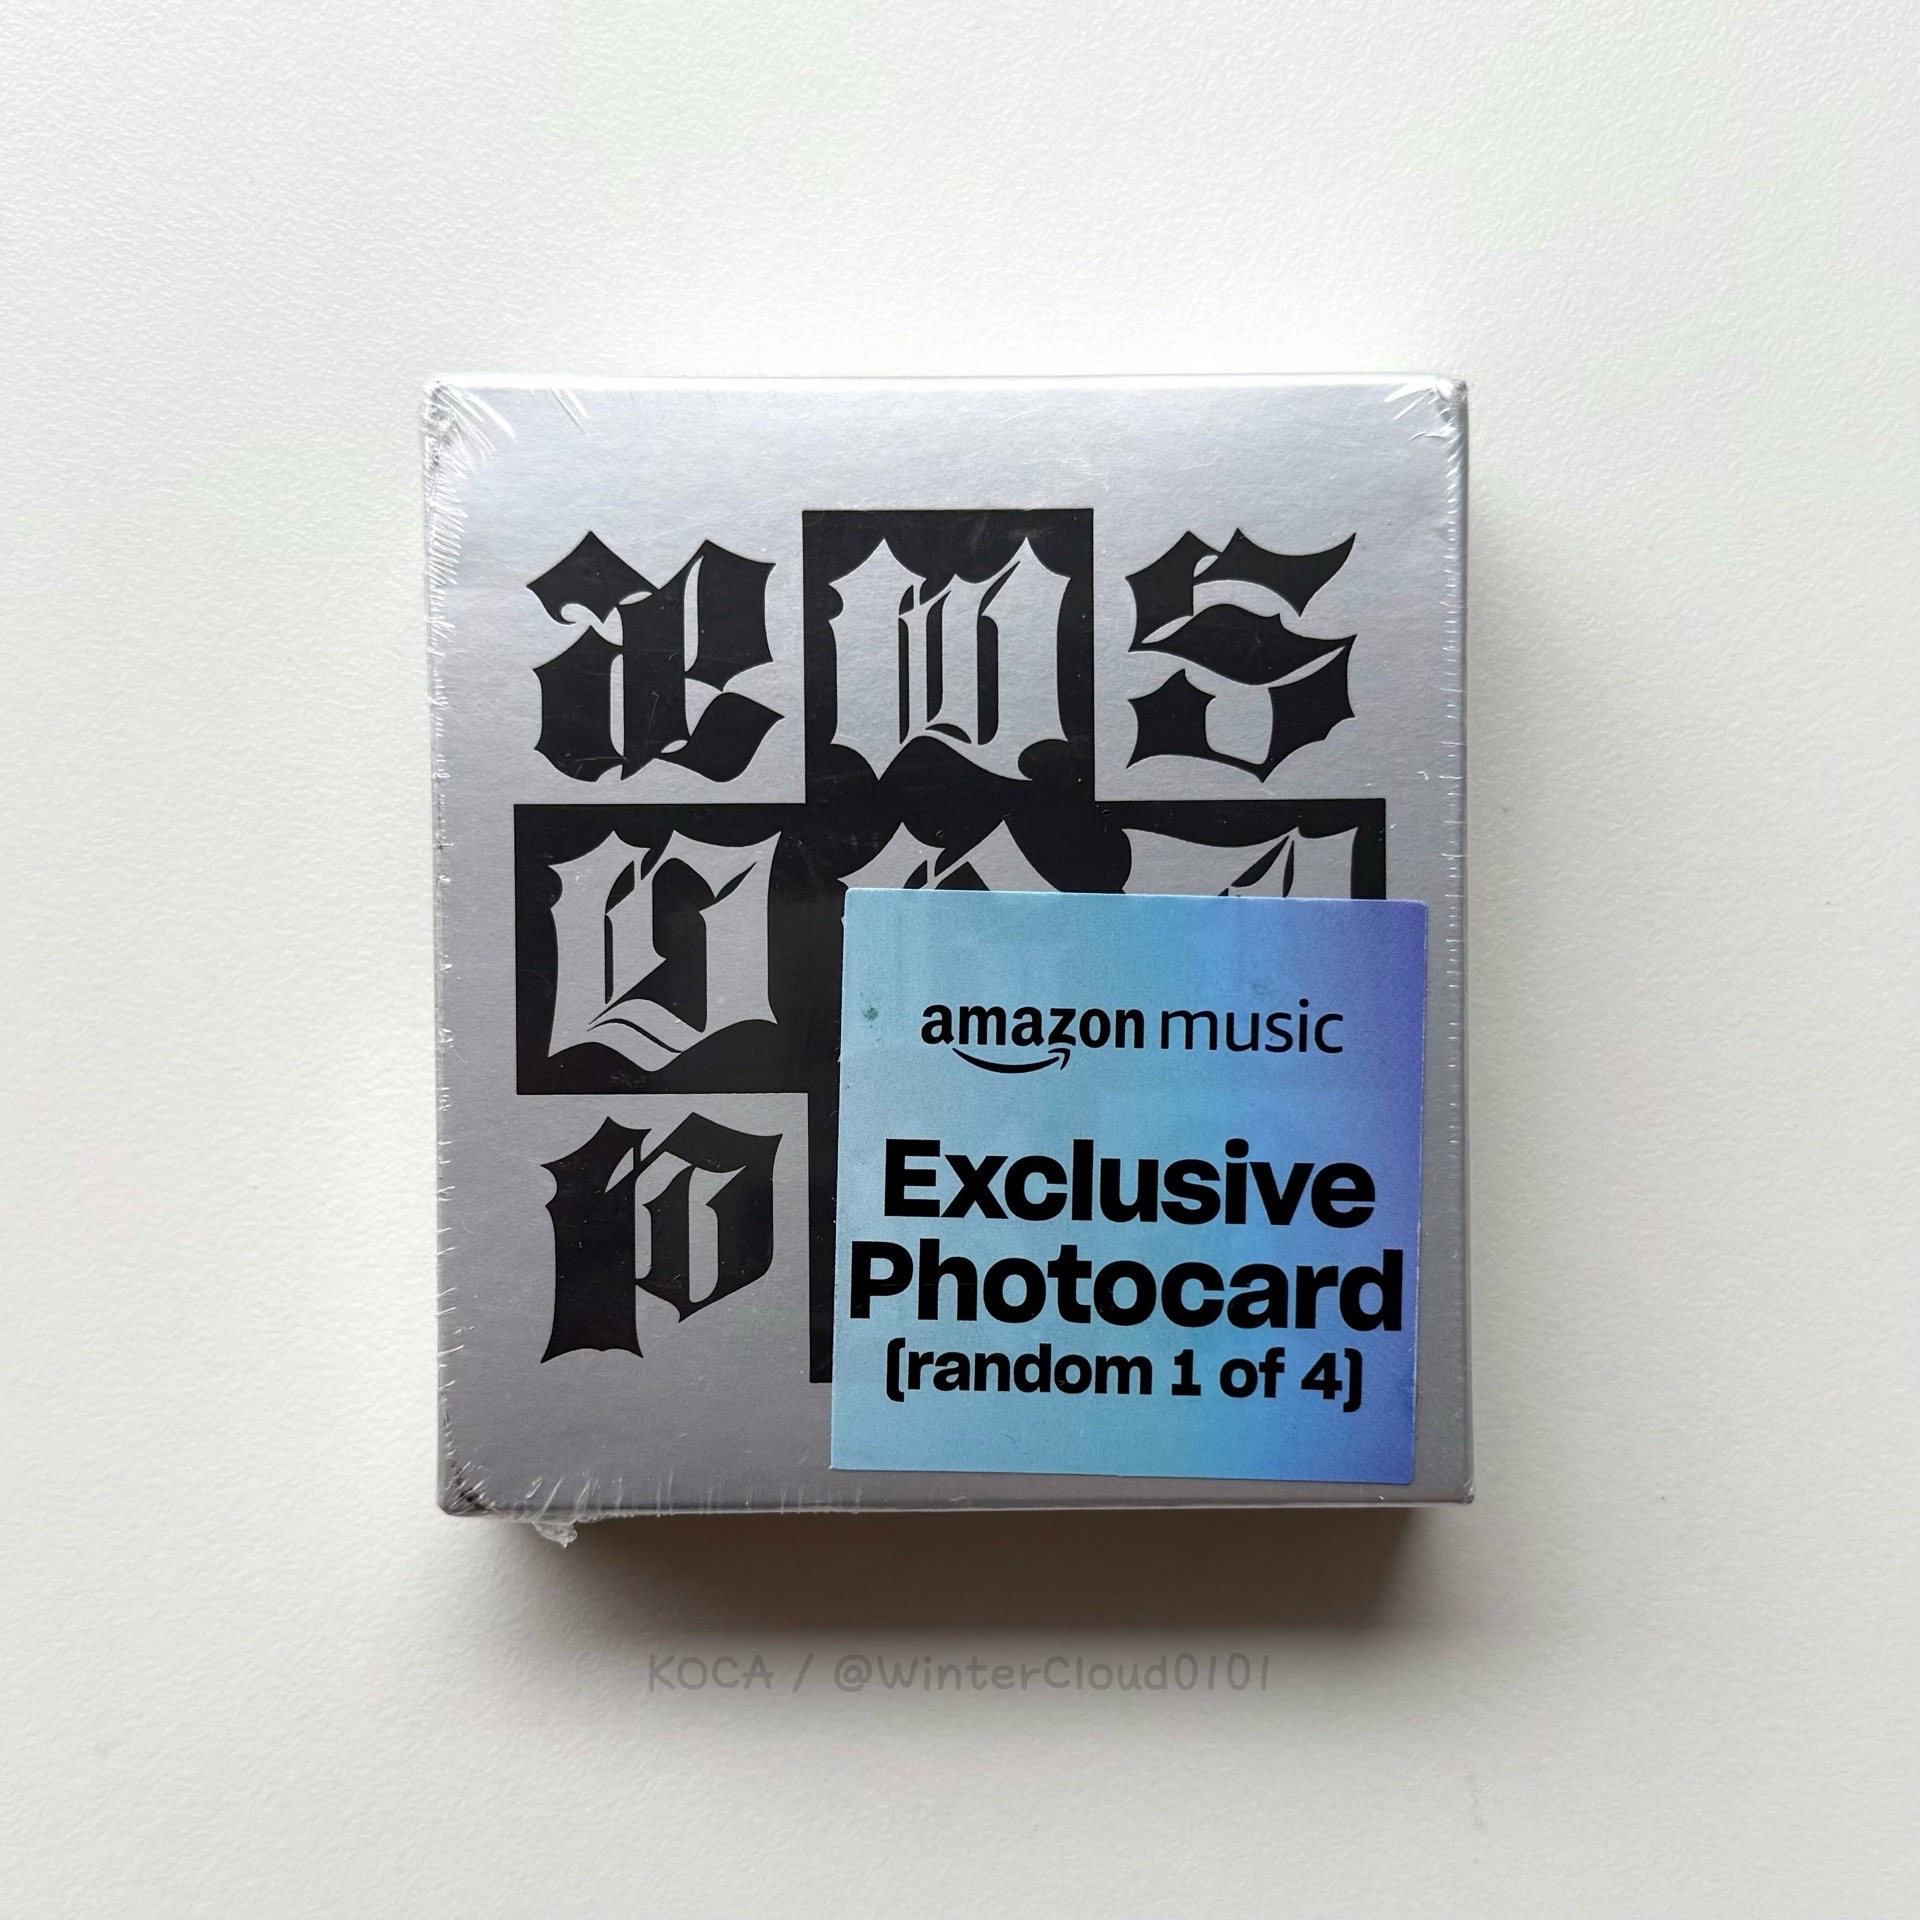 æ S
p
amazon music
Exclusive
Photocard
(random 1 of 4)
KOCA / @WinterCloud0101